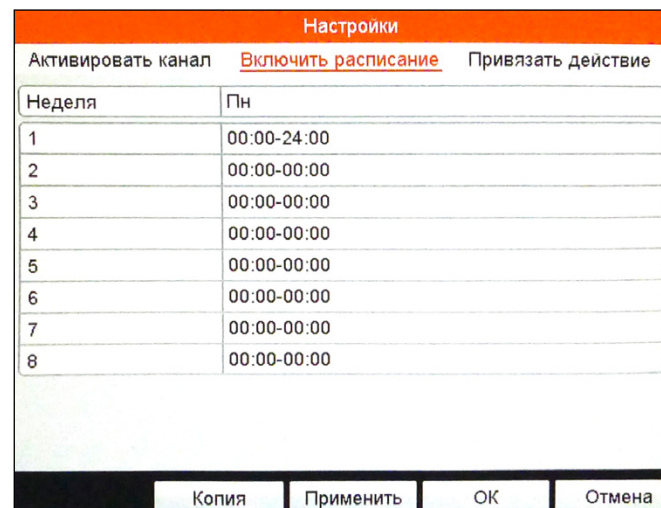 Настройки
Активировать канал Включить расписание Привязать действие
Неделя Пн
1 00:00-24:00
2 00:00-00:00
3 00:00-00:00
4 00:00-00:00
5 00:00-00:00
6 00:00-00:00
7 00:00-00:00
8 00:00-00:00
Копия Применить ОК Отмена